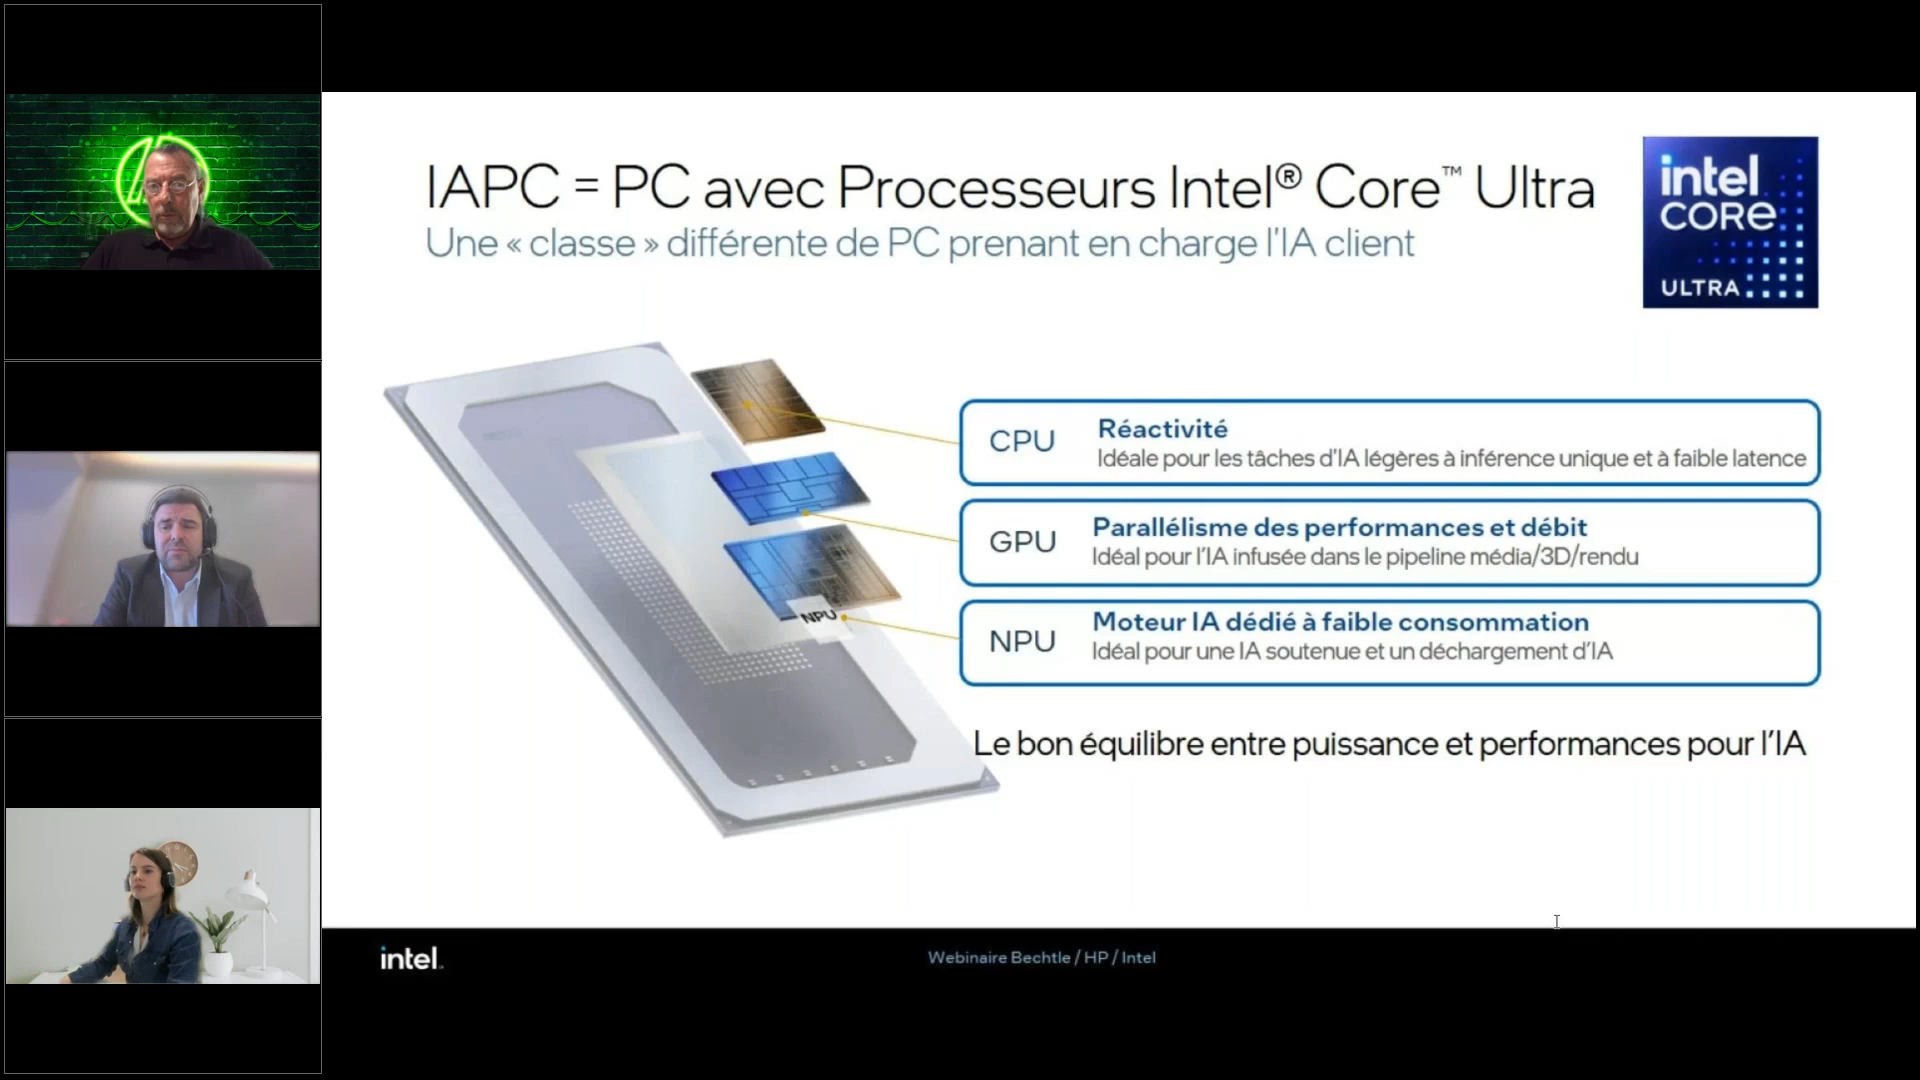 IAPC = PC avec Processeurs Intel® Core™ Ultra
Une « classe » différente de PC prenant en charge l'IA client
intel
CORE
ULTRA
CPU
Réactivité
Idéale pour les tâches d'IA légères à inférence unique et à faible latence
GPU
Parallélisme des performances et débit
Idéal pour l'IA infusée dans le pipeline média/3D/rendu
NPU
NPU
Moteur IA dédié à faible consommation
Idéal pour une IA soutenue et un déchargement d'IA
Le bon équilibre entre puissance et performances pour l'IA
intel.
Webinaire Bechtle / HP / Intel